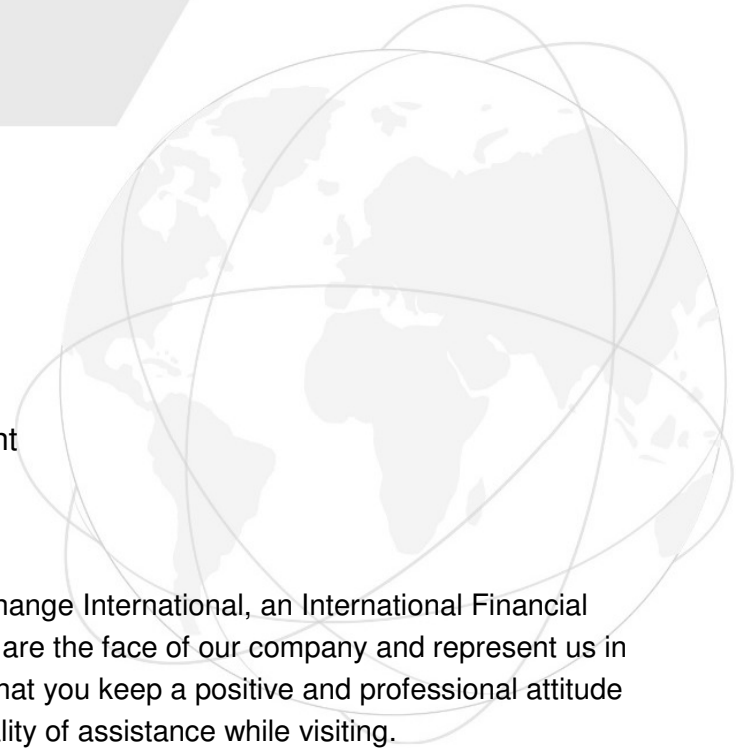 nt
hange International, an International Financial
are the face of our company and represent us in
hat you keep a positive and professional attitude
lity of assistance while visiting.